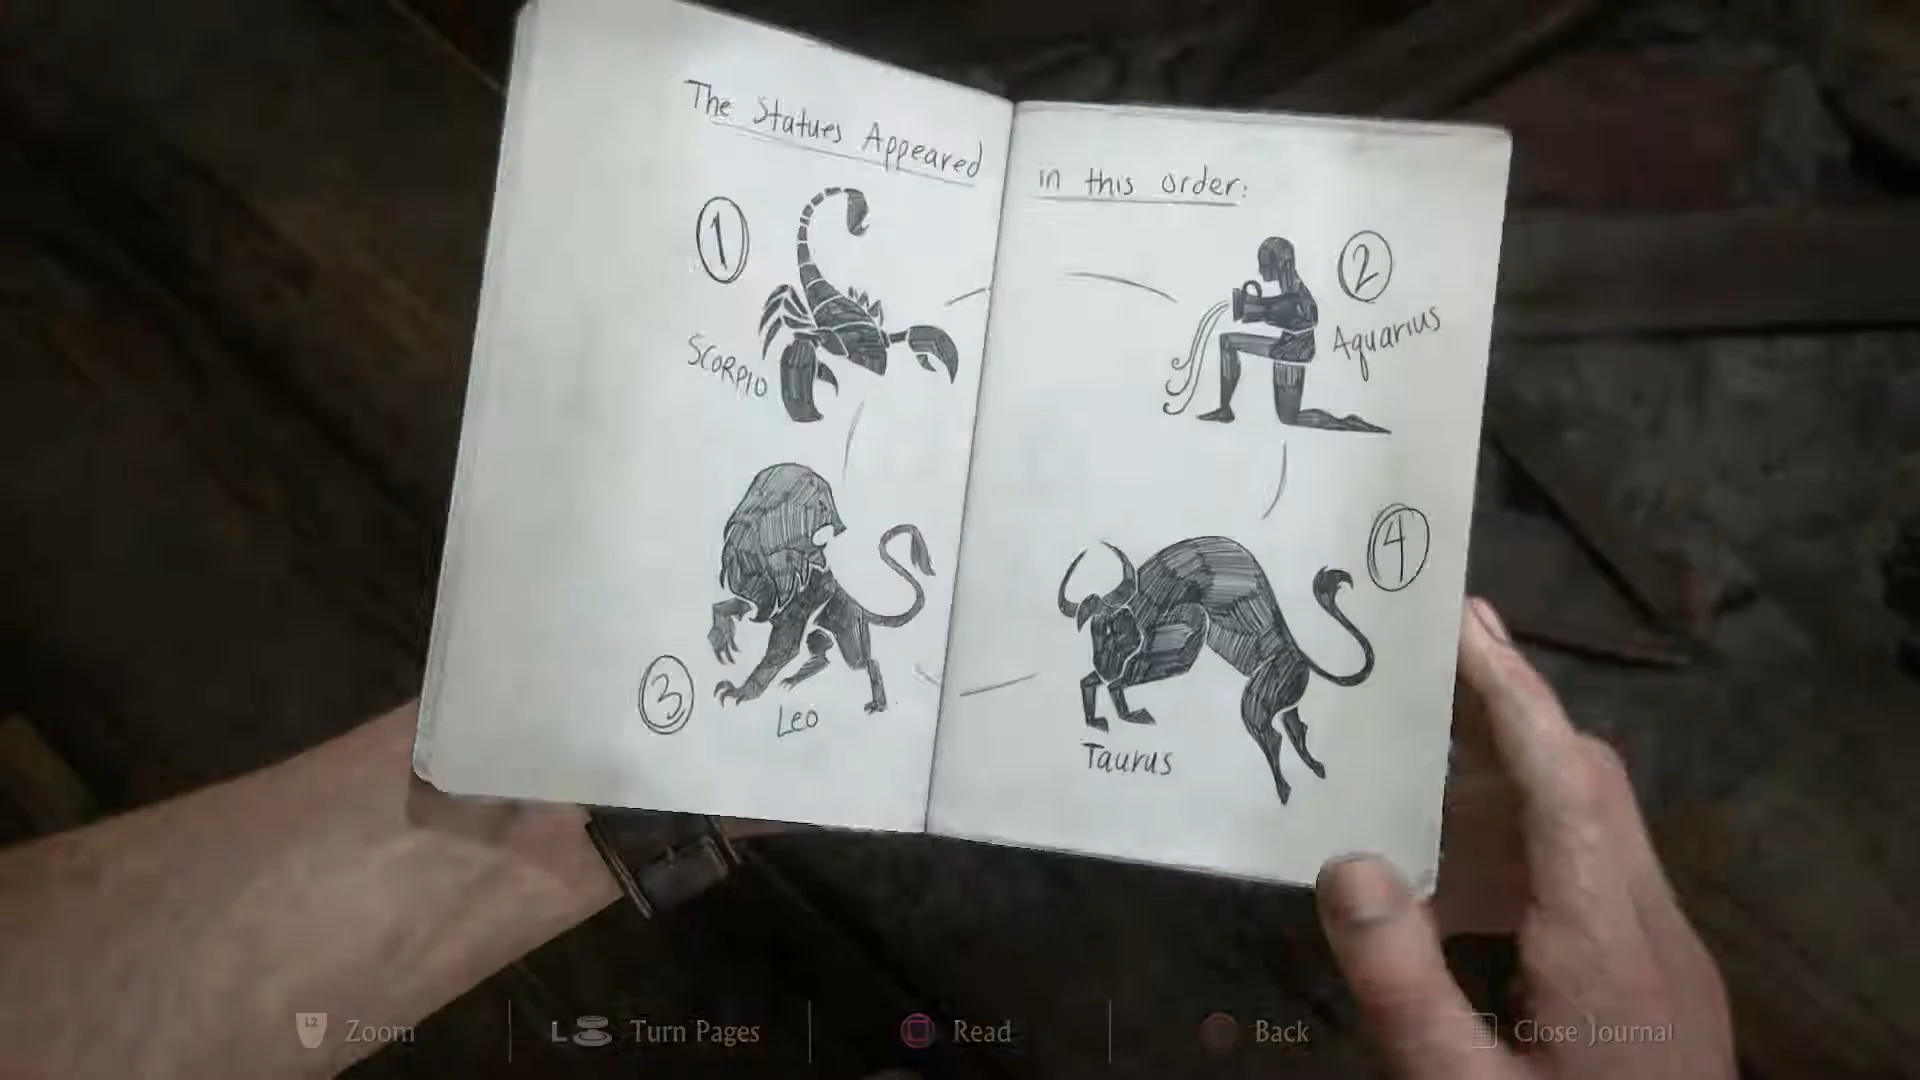 The Statues Appeared
in this order:
1
SCORPIO
2
Aquarius
3
Leo
4
Taurus
L2 Zoom
L Turn Pages
Read
Back
Close Journal